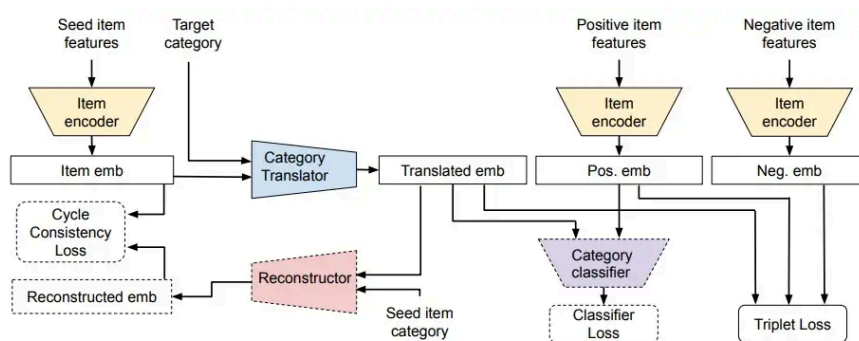 Seed item
features
Target
category
Positive item
features
Negative item
features
Item
encoder
Item
encoder
Item
encoder
Item emb
Category
Translator
Translated emb
Pos. emb
Neg. emb
Cycle
Consistency
Loss
Reconstructor
Category
classifier
Reconstructed emb
Seed item
category
Classifier
Loss
Triplet Loss